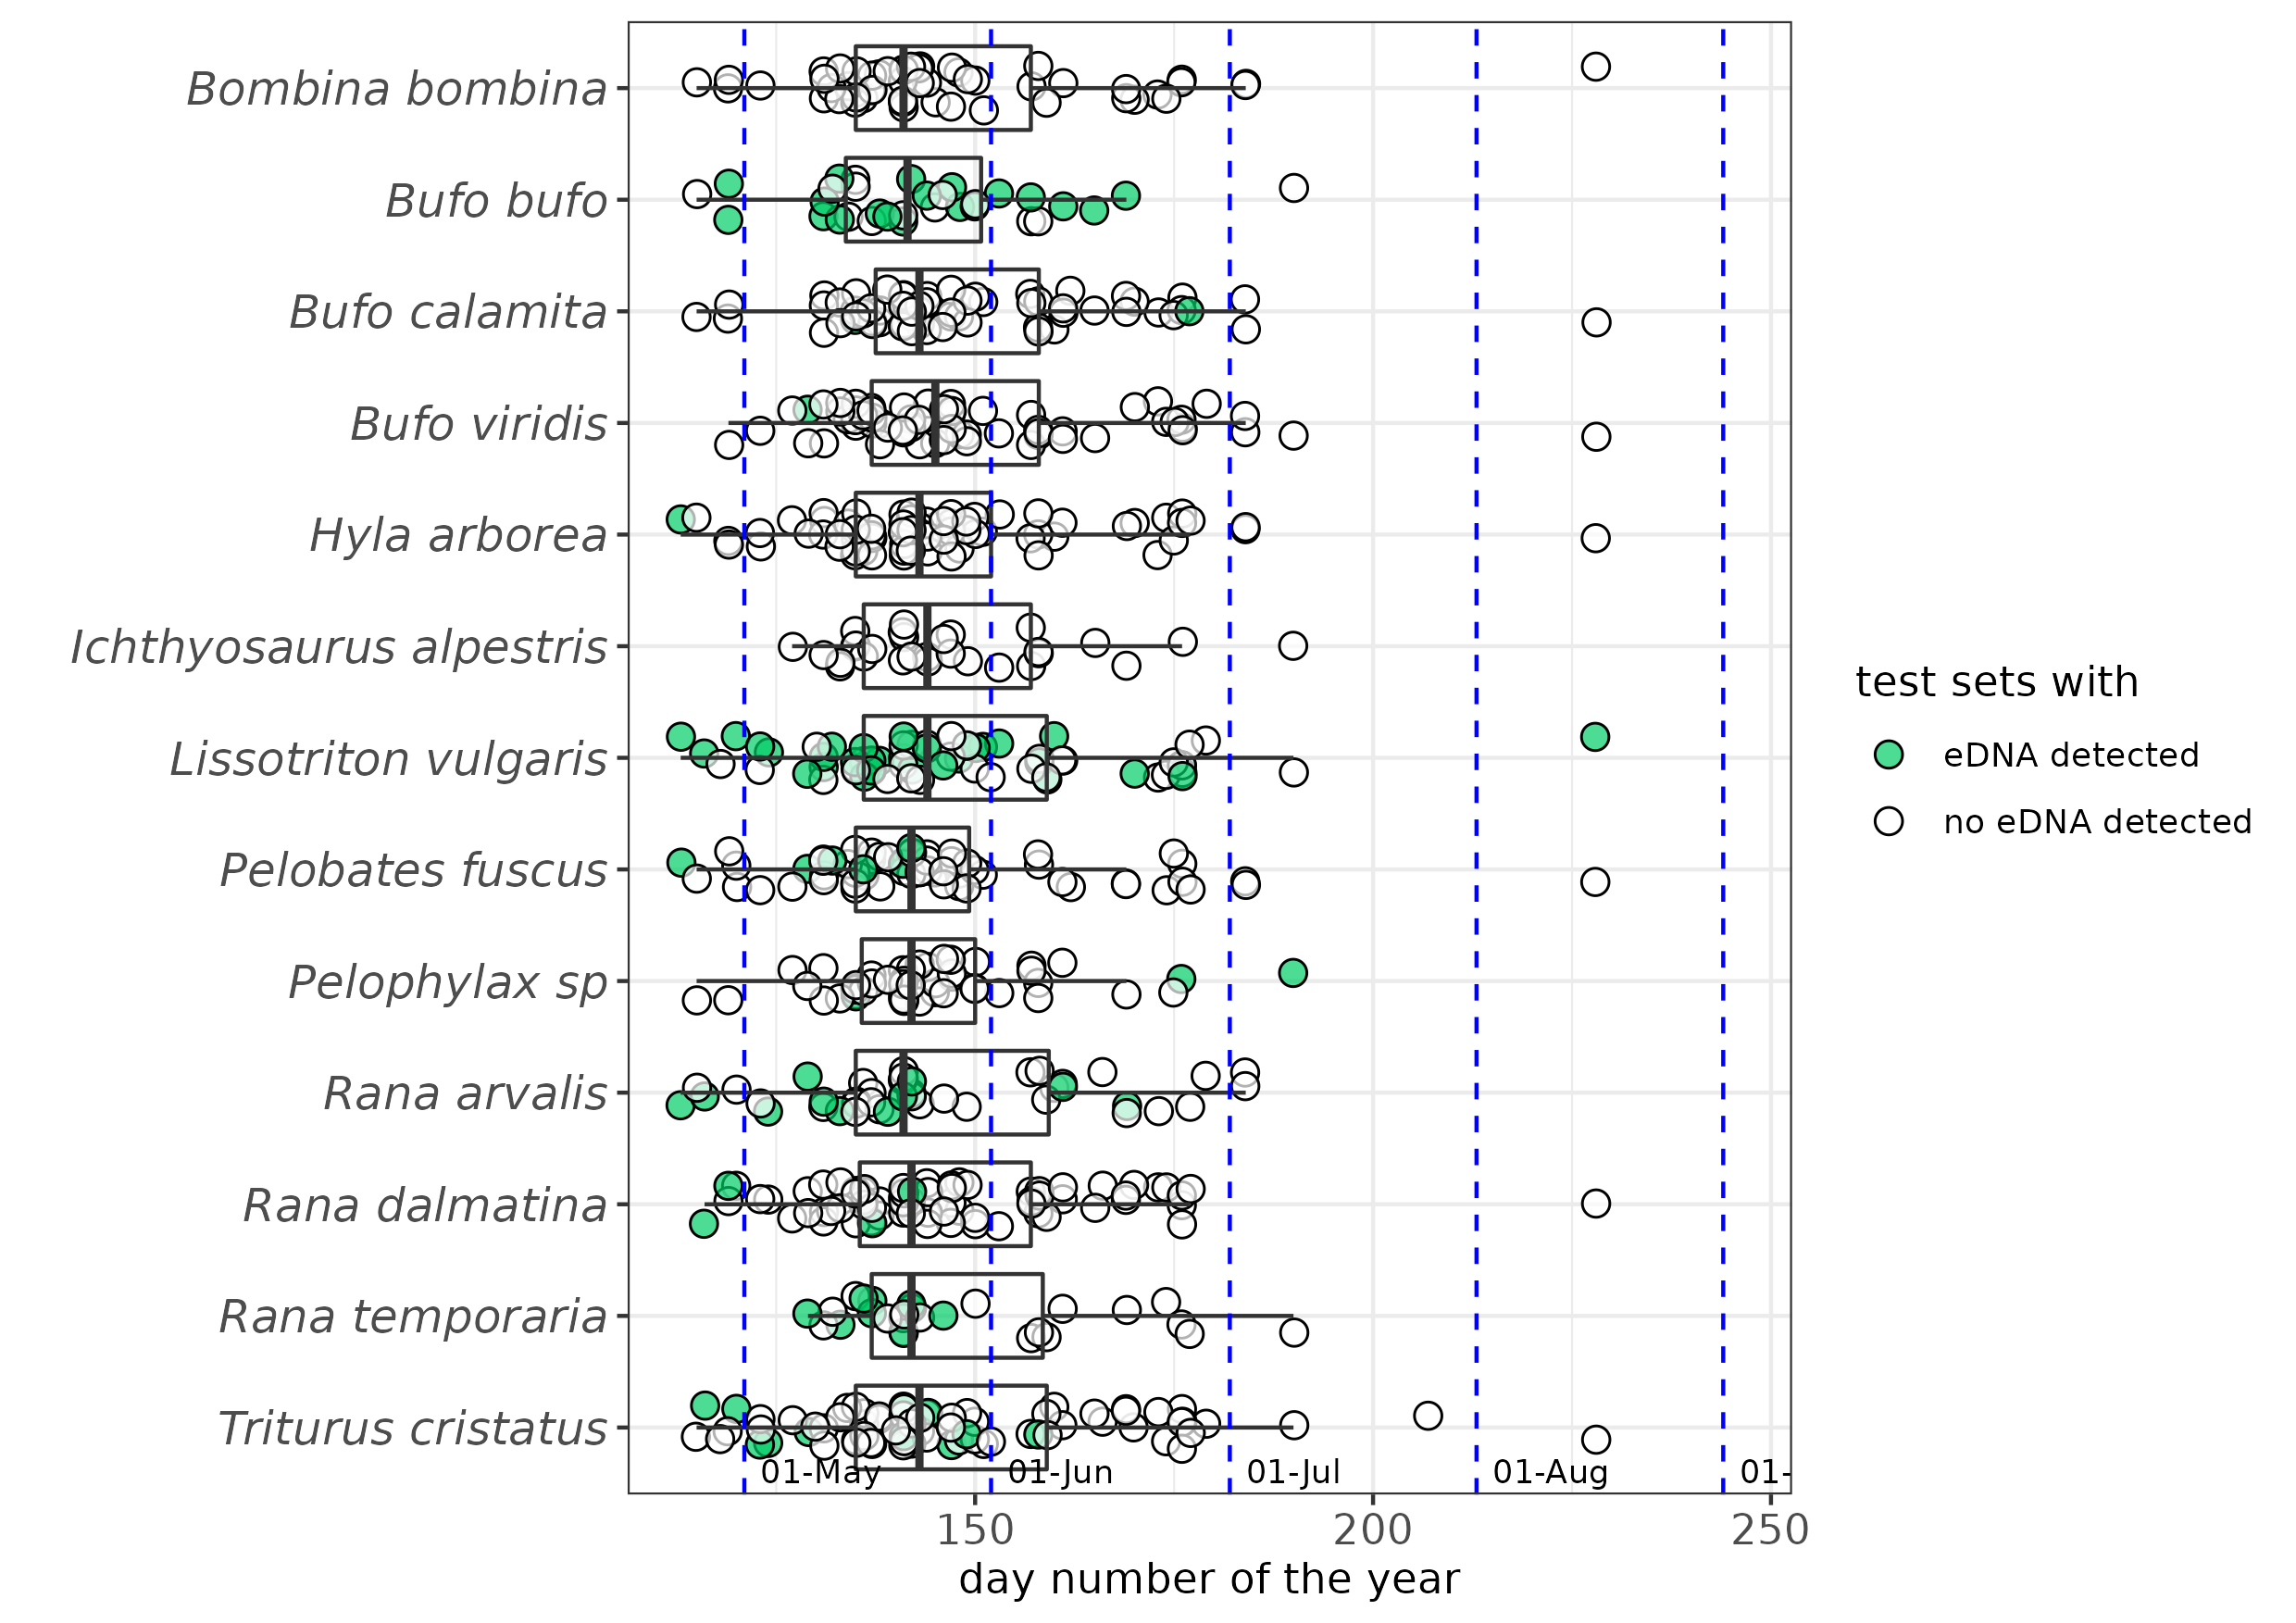 Bombina bombina
Bufo bufo
Bufo calamita
Bufo viridis
Hyla arborea
Ichthyosaurus alpestris
Lissotriton vulgaris
Pelobates fuscus
Pelophylax sp
Rana arvalis
Rana dalmatina
Rana temporaria
Triturus cristatus
01-May 01-Jun 01-Jul 01-Aug 01-
150 200 250
day number of the year
test sets with
eDNA detected
no eDNA detected